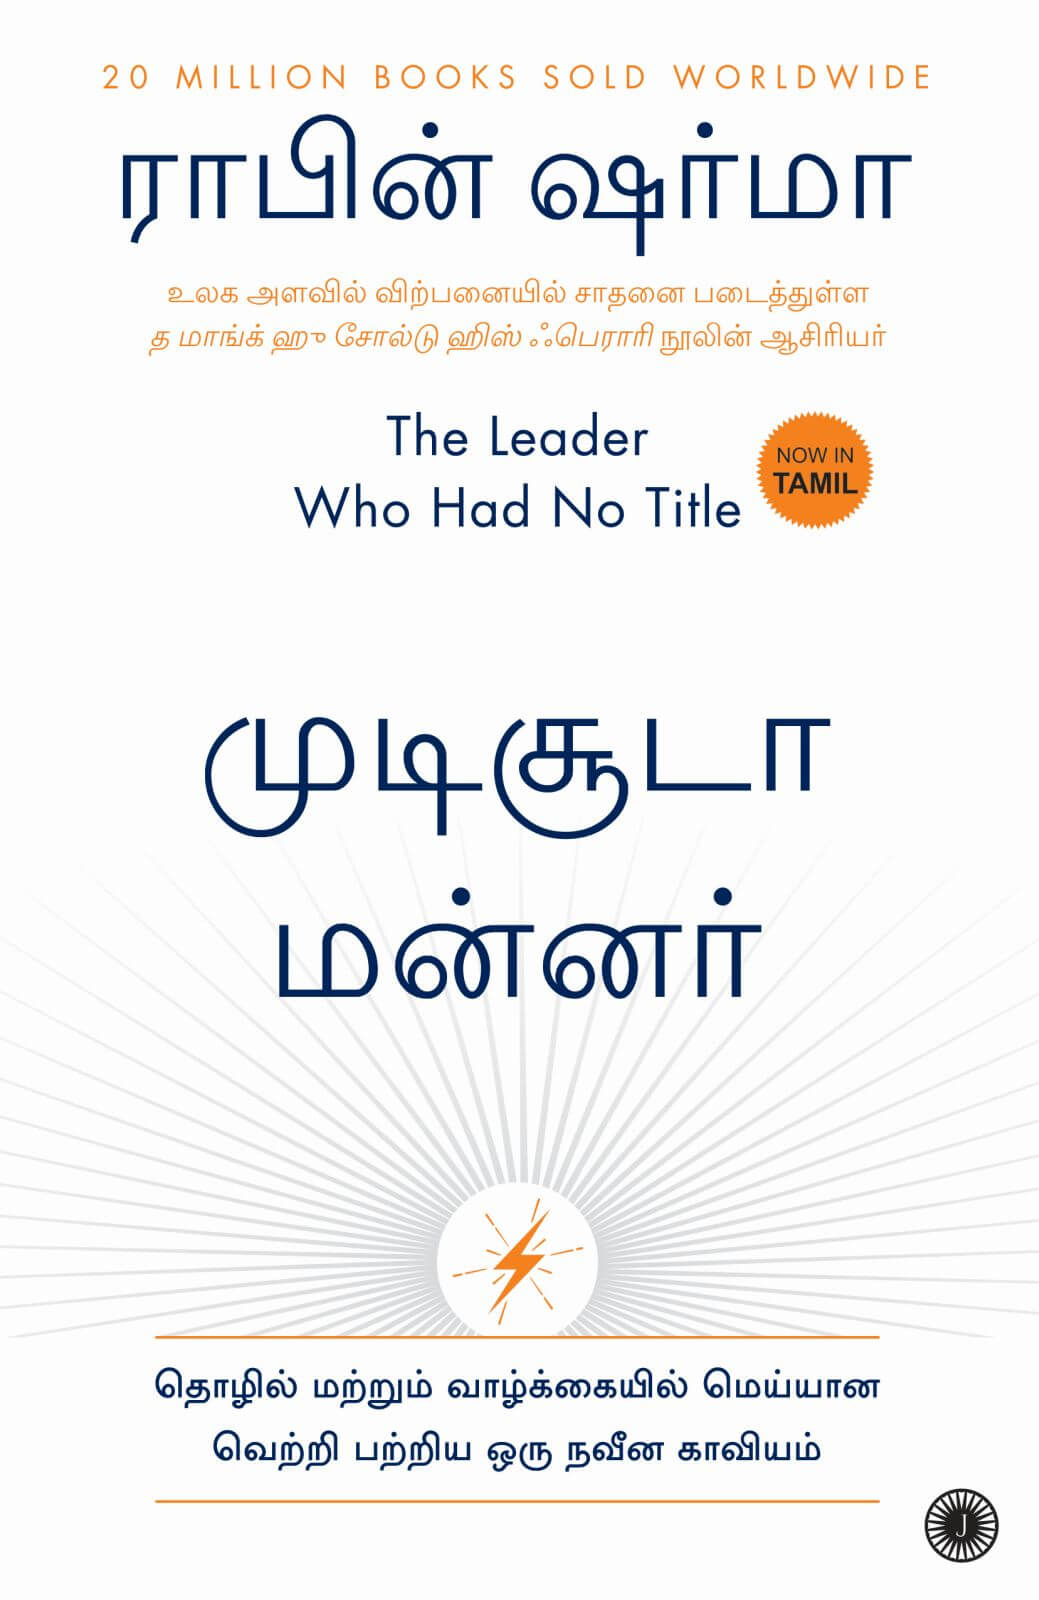 20 MILLION BOOKS SOLD WORLDWIDE
ராபின் ஷர்மா
உலக அளவில் விற்பனையில் சாதனை படைத்துள்ள
த மாங்க் ஹு சோல்டு ஹிஸ் ஃபெராரி நூலின் ஆசிரியர்
The Leader
Who Had No Title
NOW IN
TAMIL
முடிசூடா
மன்னர்
தொழில் மற்றும் வாழ்க்கையில் மெய்யான
வெற்றி பற்றிய ஒரு நவீன காவியம்
J